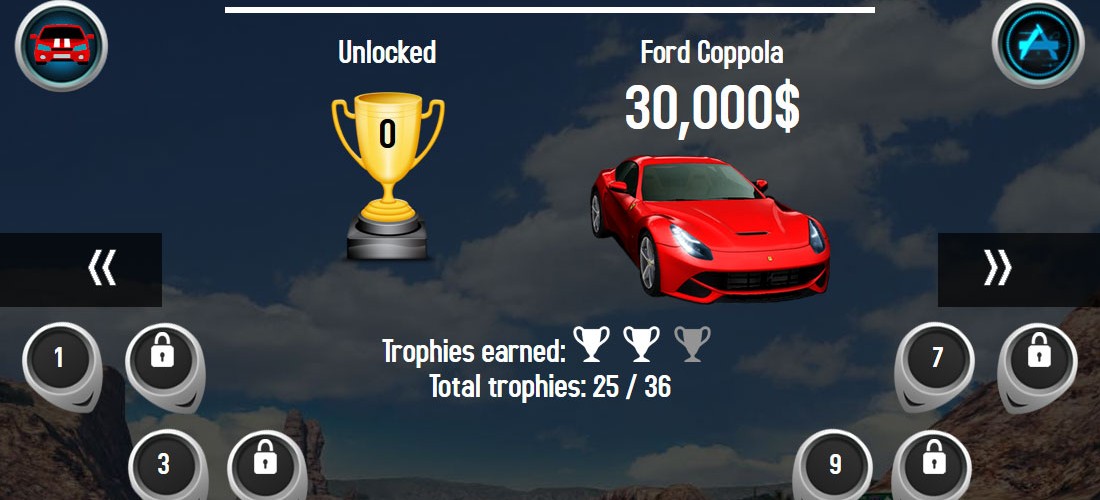 Unlocked
Ford Coppola
0
30,000$
1
7
Trophies earned:
Total trophies: 25 / 36
3
9